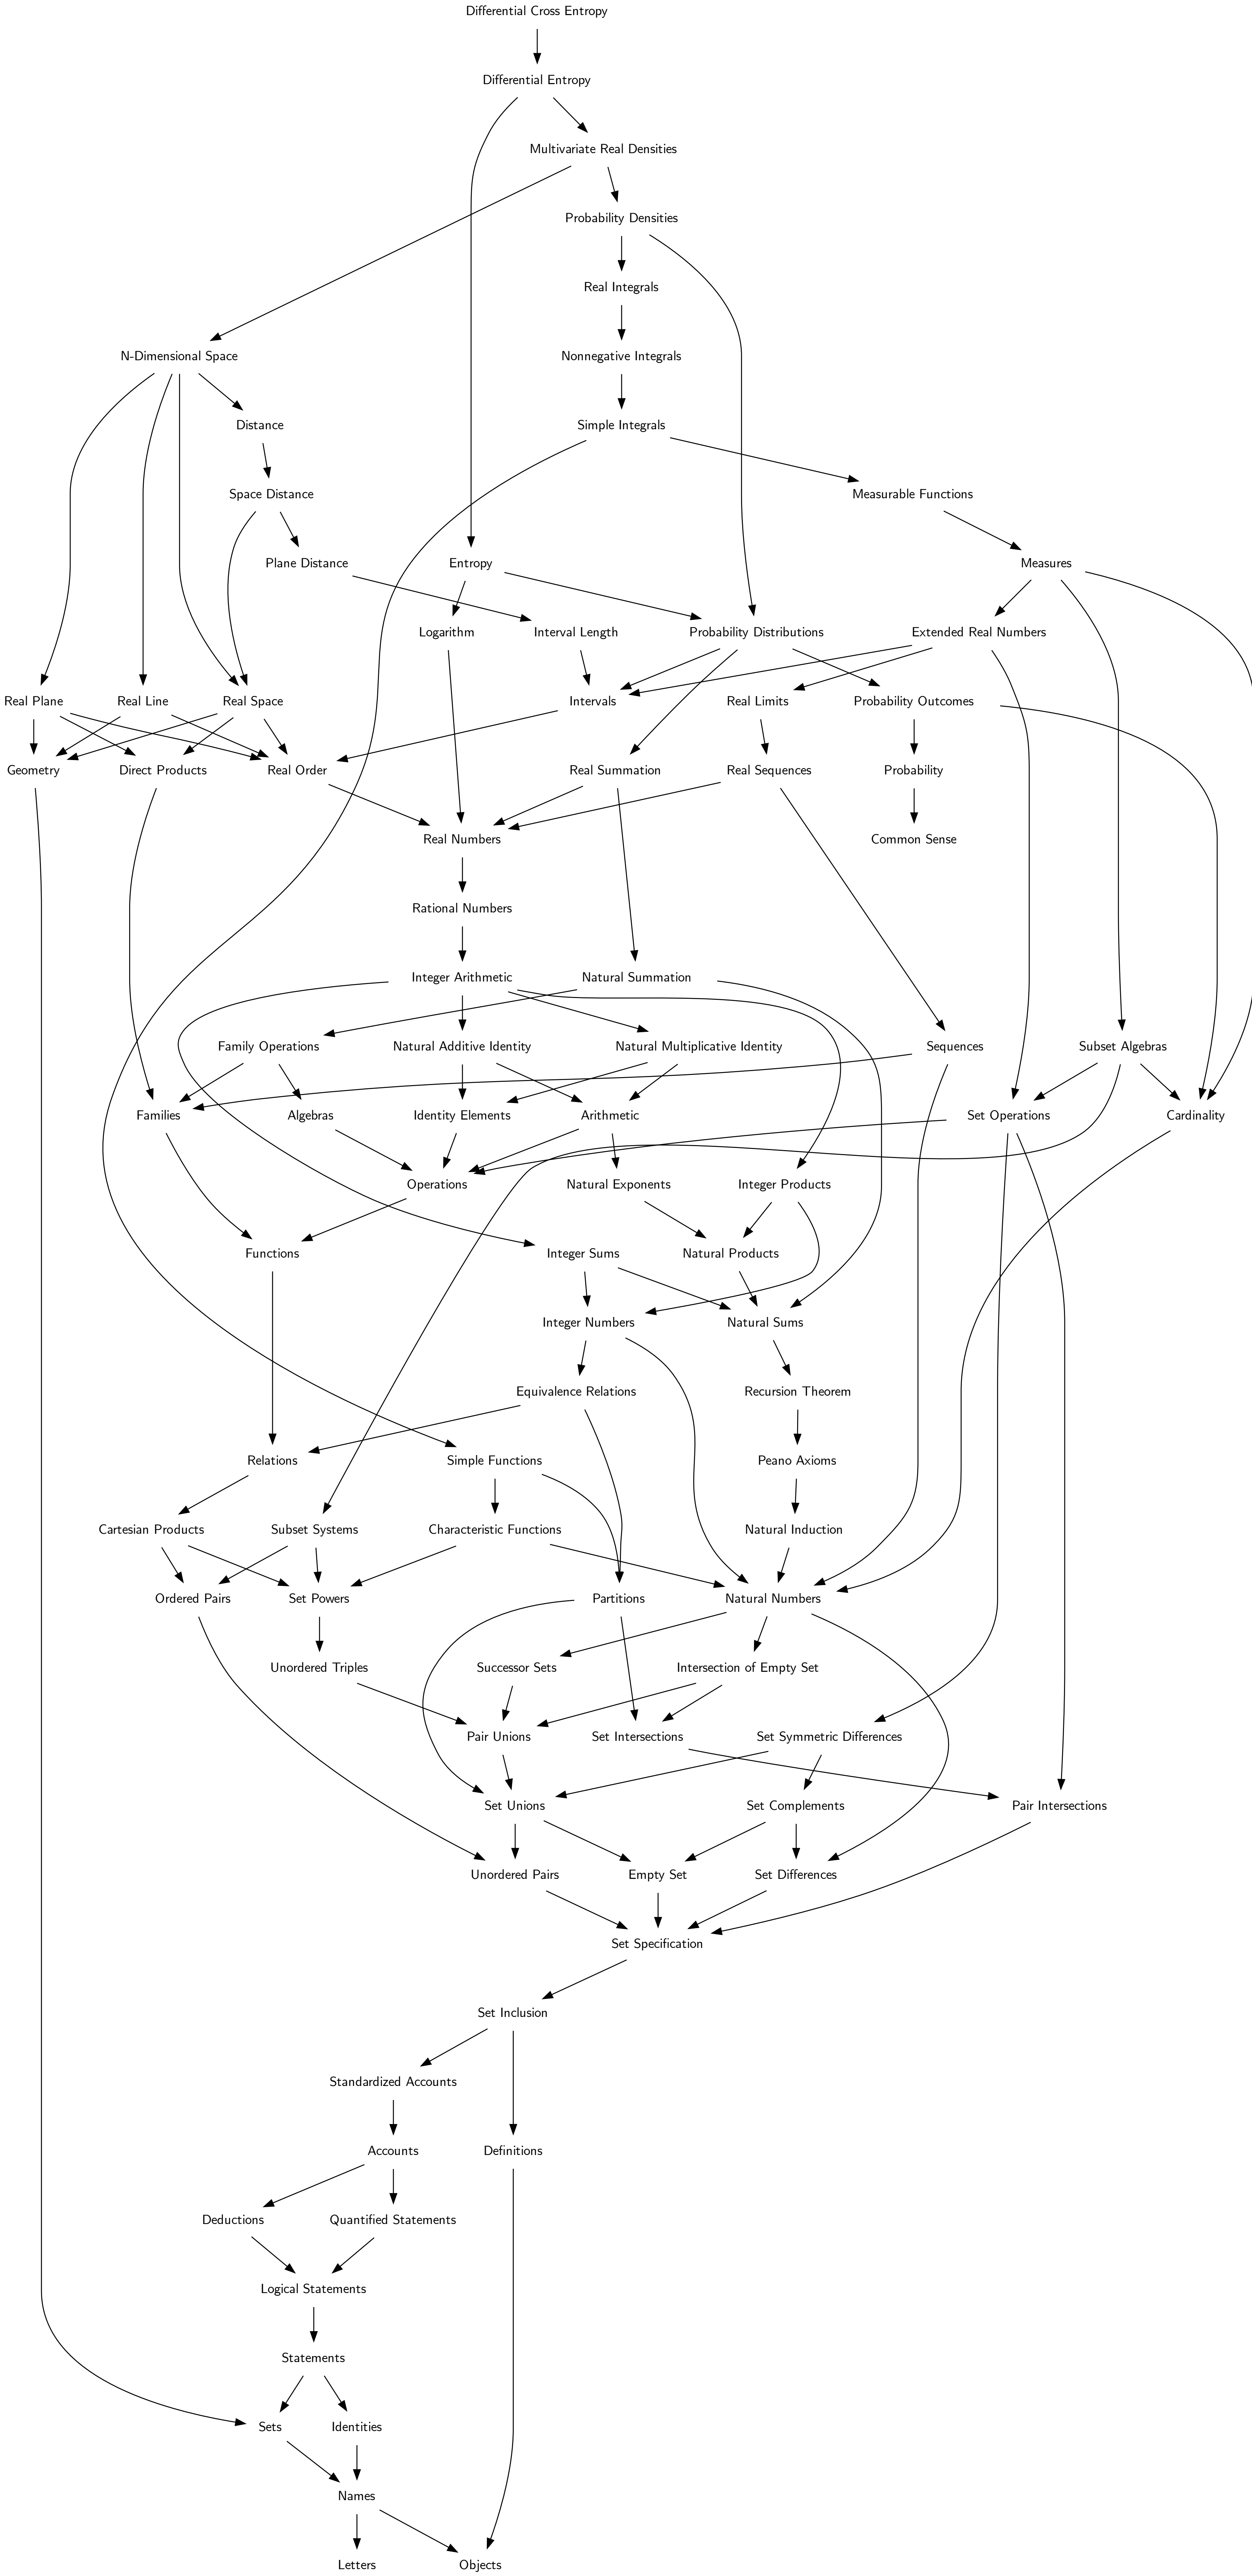 Differential Cross Entropy
Differential Entropy
Multivariate Real Densities
Probability Densities
Real Integrals
N-Dimensional Space
Nonnegative Integrals
Distance
Simple Integrals
Space Distance
Measurable Functions
Plane Distance
Entropy
Measures
Logarithm
Interval Length
Probability Distributions
Extended Real Numbers
Real Plane
Real Line
Real Space
Intervals
Real Limits
Probability Outcomes
Geometry
Direct Products
Real Order
Real Summation
Real Sequences
Probability
Real Numbers
Common Sense
Rational Numbers
Integer Arithmetic
Natural Summation
Family Operations
Natural Additive Identity
Natural Multiplicative Identity
Sequences
Subset Algebras
Families
Algebras
Identity Elements
Arithmetic
Set Operations
Cardinality
Operations
Natural Exponents
Integer Products
Functions
Integer Sums
Natural Products
Integer Numbers
Natural Sums
Equivalence Relations
Recursion Theorem
Relations
Simple Functions
Peano Axioms
Cartesian Products
Subset Systems
Characteristic Functions
Natural Induction
Ordered Pairs
Set Powers
Partitions
Natural Numbers
Unordered Triples
Successor Sets
Intersection of Empty Set
Pair Unions
Set Intersections
Set Symmetric Differences
Set Unions
Set Complements
Pair Intersections
Unordered Pairs
Empty Set
Set Differences
Set Specification
Set Inclusion
Standardized Accounts
Accounts
Definitions
Deductions
Quantified Statements
Logical Statements
Statements
Sets
Identities
Names
Letters
Objects